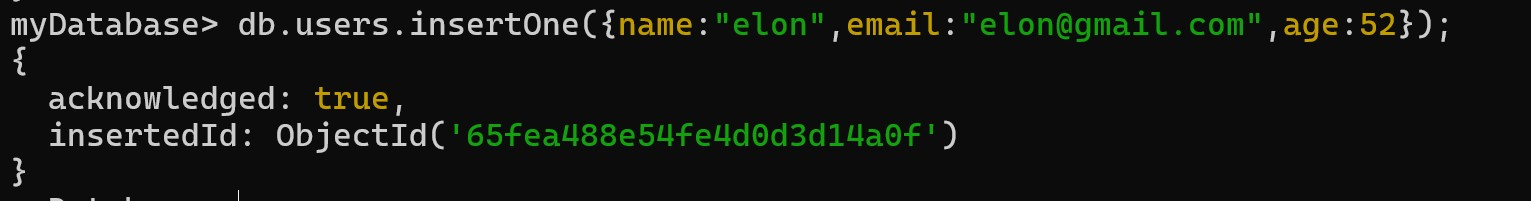 myDatabase> db.users.insertOne({name:"elon",email:"elon@gmail.com",age:52});
{
  acknowledged: true,
  insertedId: ObjectId('65fea488e54fe4d0d3d14a0f')
}